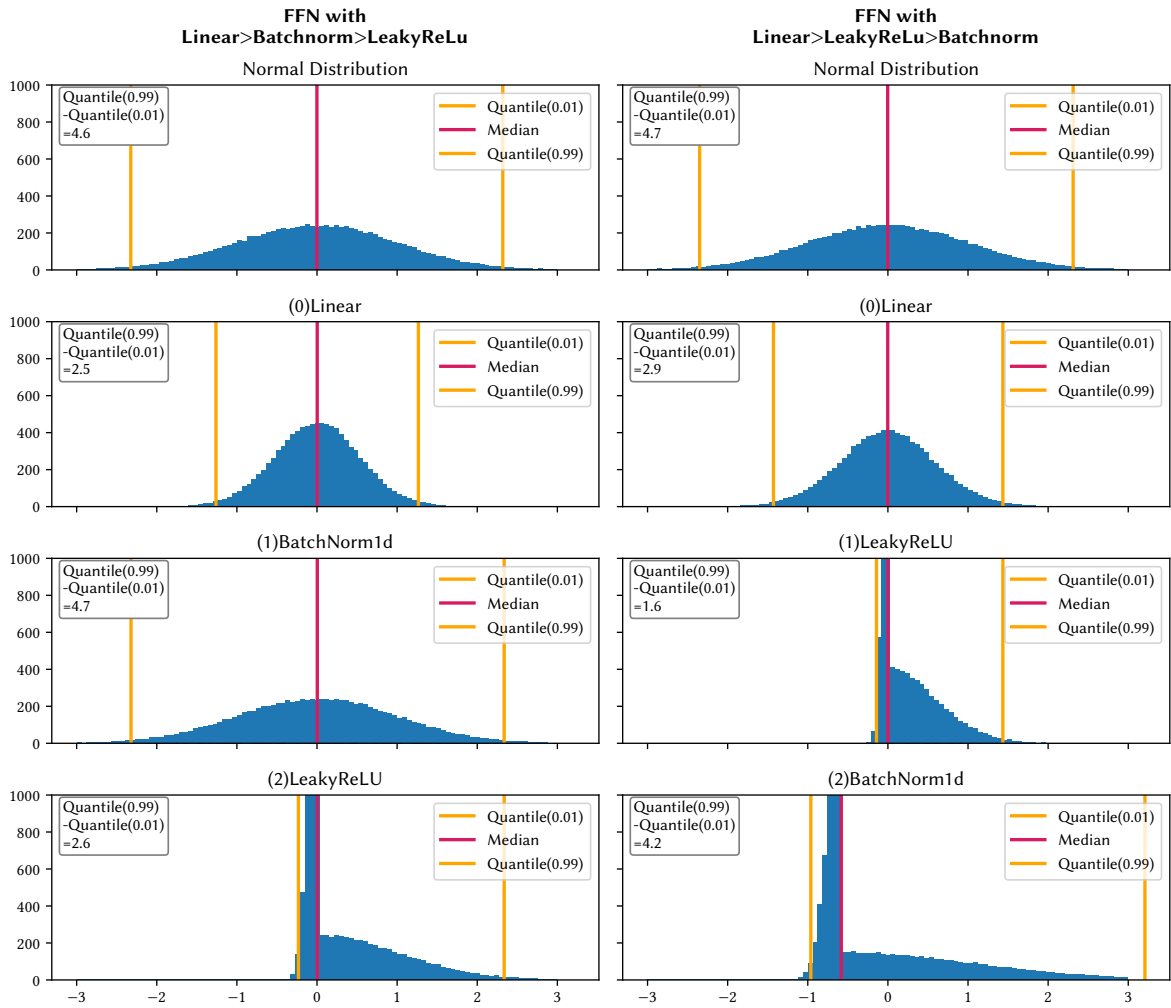 FFN with
Linear>Batchnorm>LeakyReLu
FFN with
Linear>LeakyReLu>Batchnorm
Normal Distribution
1000
800
600
400
200
0
Quantile(0.99)
-Quantile(0.01)
=4.6
Quantile(0.01)
Median
Quantile(0.99)
Normal Distribution
Quantile(0.99)
-Quantile(0.01)
=4.7
Quantile(0.01)
Median
Quantile(0.99)
(0)Linear
1000
800
600
400
200
0
Quantile(0.99)
-Quantile(0.01)
=2.5
Quantile(0.01)
Median
Quantile(0.99)
(0)Linear
Quantile(0.99)
-Quantile(0.01)
=2.9
Quantile(0.01)
Median
Quantile(0.99)
(1)BatchNorm1d
1000
800
600
400
200
0
Quantile(0.99)
-Quantile(0.01)
=4.7
Quantile(0.01)
Median
Quantile(0.99)
(1)LeakyReLU
Quantile(0.99)
-Quantile(0.01)
=1.6
Quantile(0.01)
Median
Quantile(0.99)
(2)LeakyReLU
1000
800
600
400
200
0
Quantile(0.99)
-Quantile(0.01)
=2.6
Quantile(0.01)
Median
Quantile(0.99)
−3 −2 −1 0 1 2 3
(2)BatchNorm1d
Quantile(0.99)
-Quantile(0.01)
=4.2
Quantile(0.01)
Median
Quantile(0.99)
−3 −2 −1 0 1 2 3